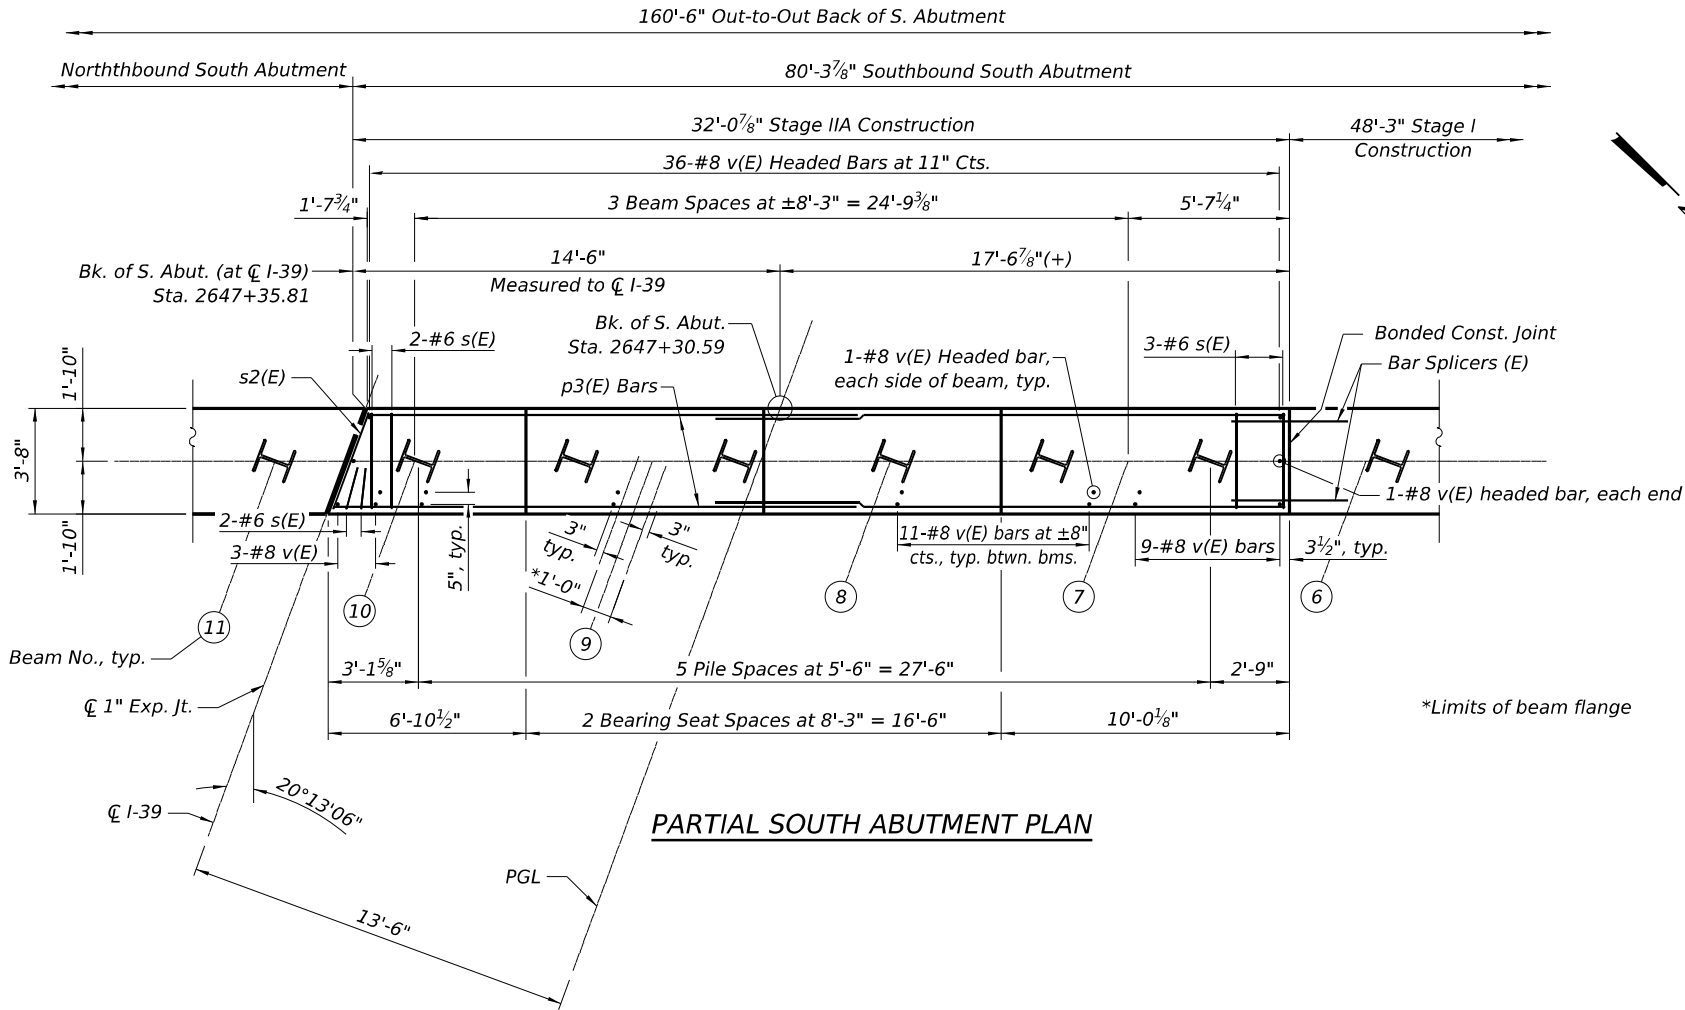 160'-6" Out-to-Out Back of S. Abutment
Norththbound South Abutment
80'-3⅞" Southbound South Abutment
32'-0⅞" Stage IIA Construction
48'-3" Stage I
Construction
36-#8 v(E) Headed Bars at 11" Cts.
1'-7¾"
3 Beam Spaces at ±8'-3" = 24'-9⅜"
5'-7¼"
14'-6"
Measured to ℄ I-39
17'-6⅞"(+)
Bk. of S. Abut. (at ℄ I-39)
Sta. 2647+35.81
Bk. of S. Abut.
Sta. 2647+30.59
2-#6 s(E)
1-#8 v(E) Headed bar,
each side of beam, typ.
3-#6 s(E)
Bonded Const. Joint
Bar Splicers (E)
s2(E)
p3(E) Bars
1'-10"
3'-8"
1'-10"
1-#8 v(E) headed bar, each end
2-#6 s(E)
3-#8 v(E)
5", typ.
3"
typ.
3"
typ.
*1'-0"
11-#8 v(E) bars at ±8"
cts., typ. btwn. bms.
9-#8 v(E) bars
3½", typ.
11
10
9
8
7
6
Beam No., typ.
3'-1⅝"
5 Pile Spaces at 5'-6" = 27'-6"
2'-9"
℄ 1" Exp. Jt.
6'-10½"
2 Bearing Seat Spaces at 8'-3" = 16'-6"
10'-0⅛"
*Limits of beam flange
20°13'06"
℄ I-39
PARTIAL SOUTH ABUTMENT PLAN
PGL
13'-6"